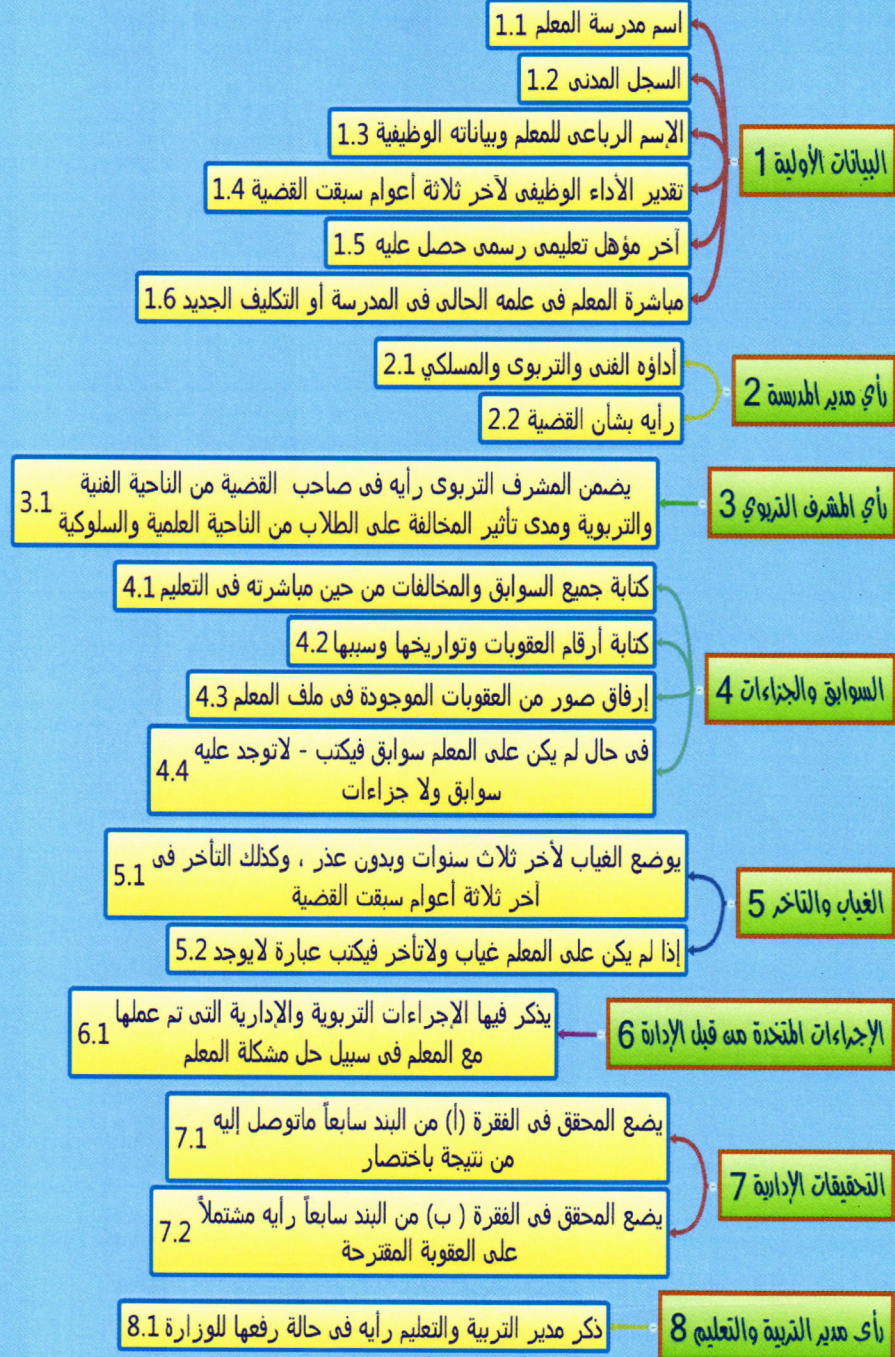 البيانات الأولية 1
اسم مدرسة المعلم 1.1
السجل المدنى 1.2
الإسم الرباعى للمعلم وبياناته الوظيفية 1.3
تقدير الأداء الوظيفى لآخر ثلاثة أعوام سبقت القضية 1.4
آخر مؤهل تعليمى رسمى حصل عليه 1.5
مباشرة المعلم فى علمه الحالى فى المدرسة أو التكليف الجديد 1.6
رأي مدير المدرسة 2
أداؤه الفنى والتربوى والمسلكي 2.1
رأيه بشأن القضية 2.2
رأي المشرف التربوي 3
يضمن المشرف التربوى رأيه فى صاحب القضية من الناحية الفنية
والتربوية ومدى تأثير المخالفة على الطلاب من الناحية العلمية والسلوكية 3.1
السوابق والجزاءات 4
كتابة جميع السوابق والمخالفات من حين مباشرته فى التعليم 4.1
كتابة أرقام العقوبات وتواريخها وسببها 4.2
إرفاق صور من العقوبات الموجودة فى ملف المعلم 4.3
فى حال لم يكن على المعلم سوابق فيكتب - لاتوجد عليه
سوابق ولا جزاءات 4.4
الغياب والتاخر 5
يوضع الغياب لأخر ثلاث سنوات وبدون عذر ، وكذلك التأخر فى
آخر ثلاثة أعوام سبقت القضية 5.1
إذا لم يكن على المعلم غياب ولاتأخر فيكتب عبارة لايوجد 5.2
الإجراءات المتخدة من قبل الإدارة 6
يذكر فيها الإجراءات التربوية والإدارية التى تم عملها
مع المعلم فى سبيل حل مشكلة المعلم 6.1
التحقيقات الإدارية 7
يضع المحقق فى الفقرة (أ) من البند سابعاً ماتوصل إليه
من نتيجة باختصار 7.1
يضع المحقق فى الفقرة ( ب) من البند سابعاً رأيه مشتملاً
على العقوبة المقترحة 7.2
رأى مدير التربية والتعليم 8
ذكر مدير التربية والتعليم رأيه فى حالة رفعها للوزارة 8.1